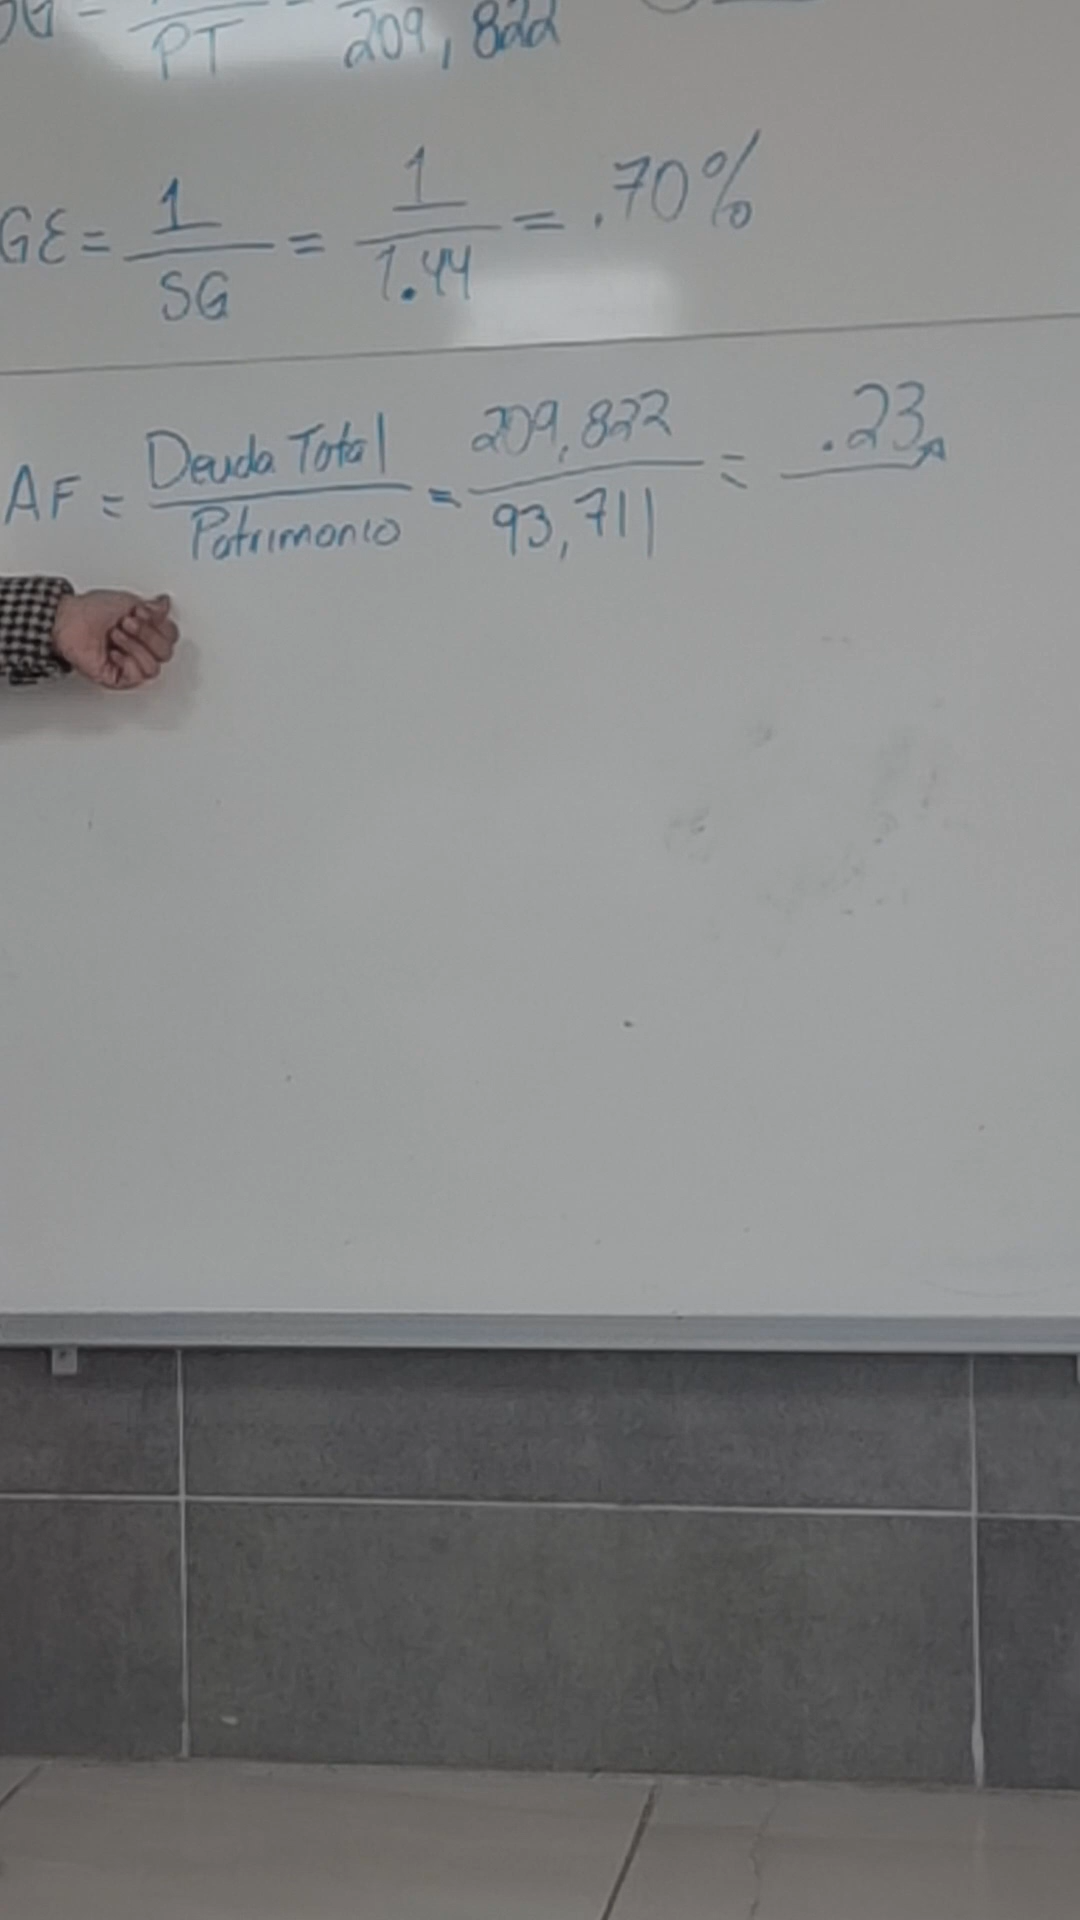 PT 209,822
GE = 1 / SG = 1 / 1.44 = .70%
AF = Deuda Total / Patrimonio = 209,822 / 93,711 = .23